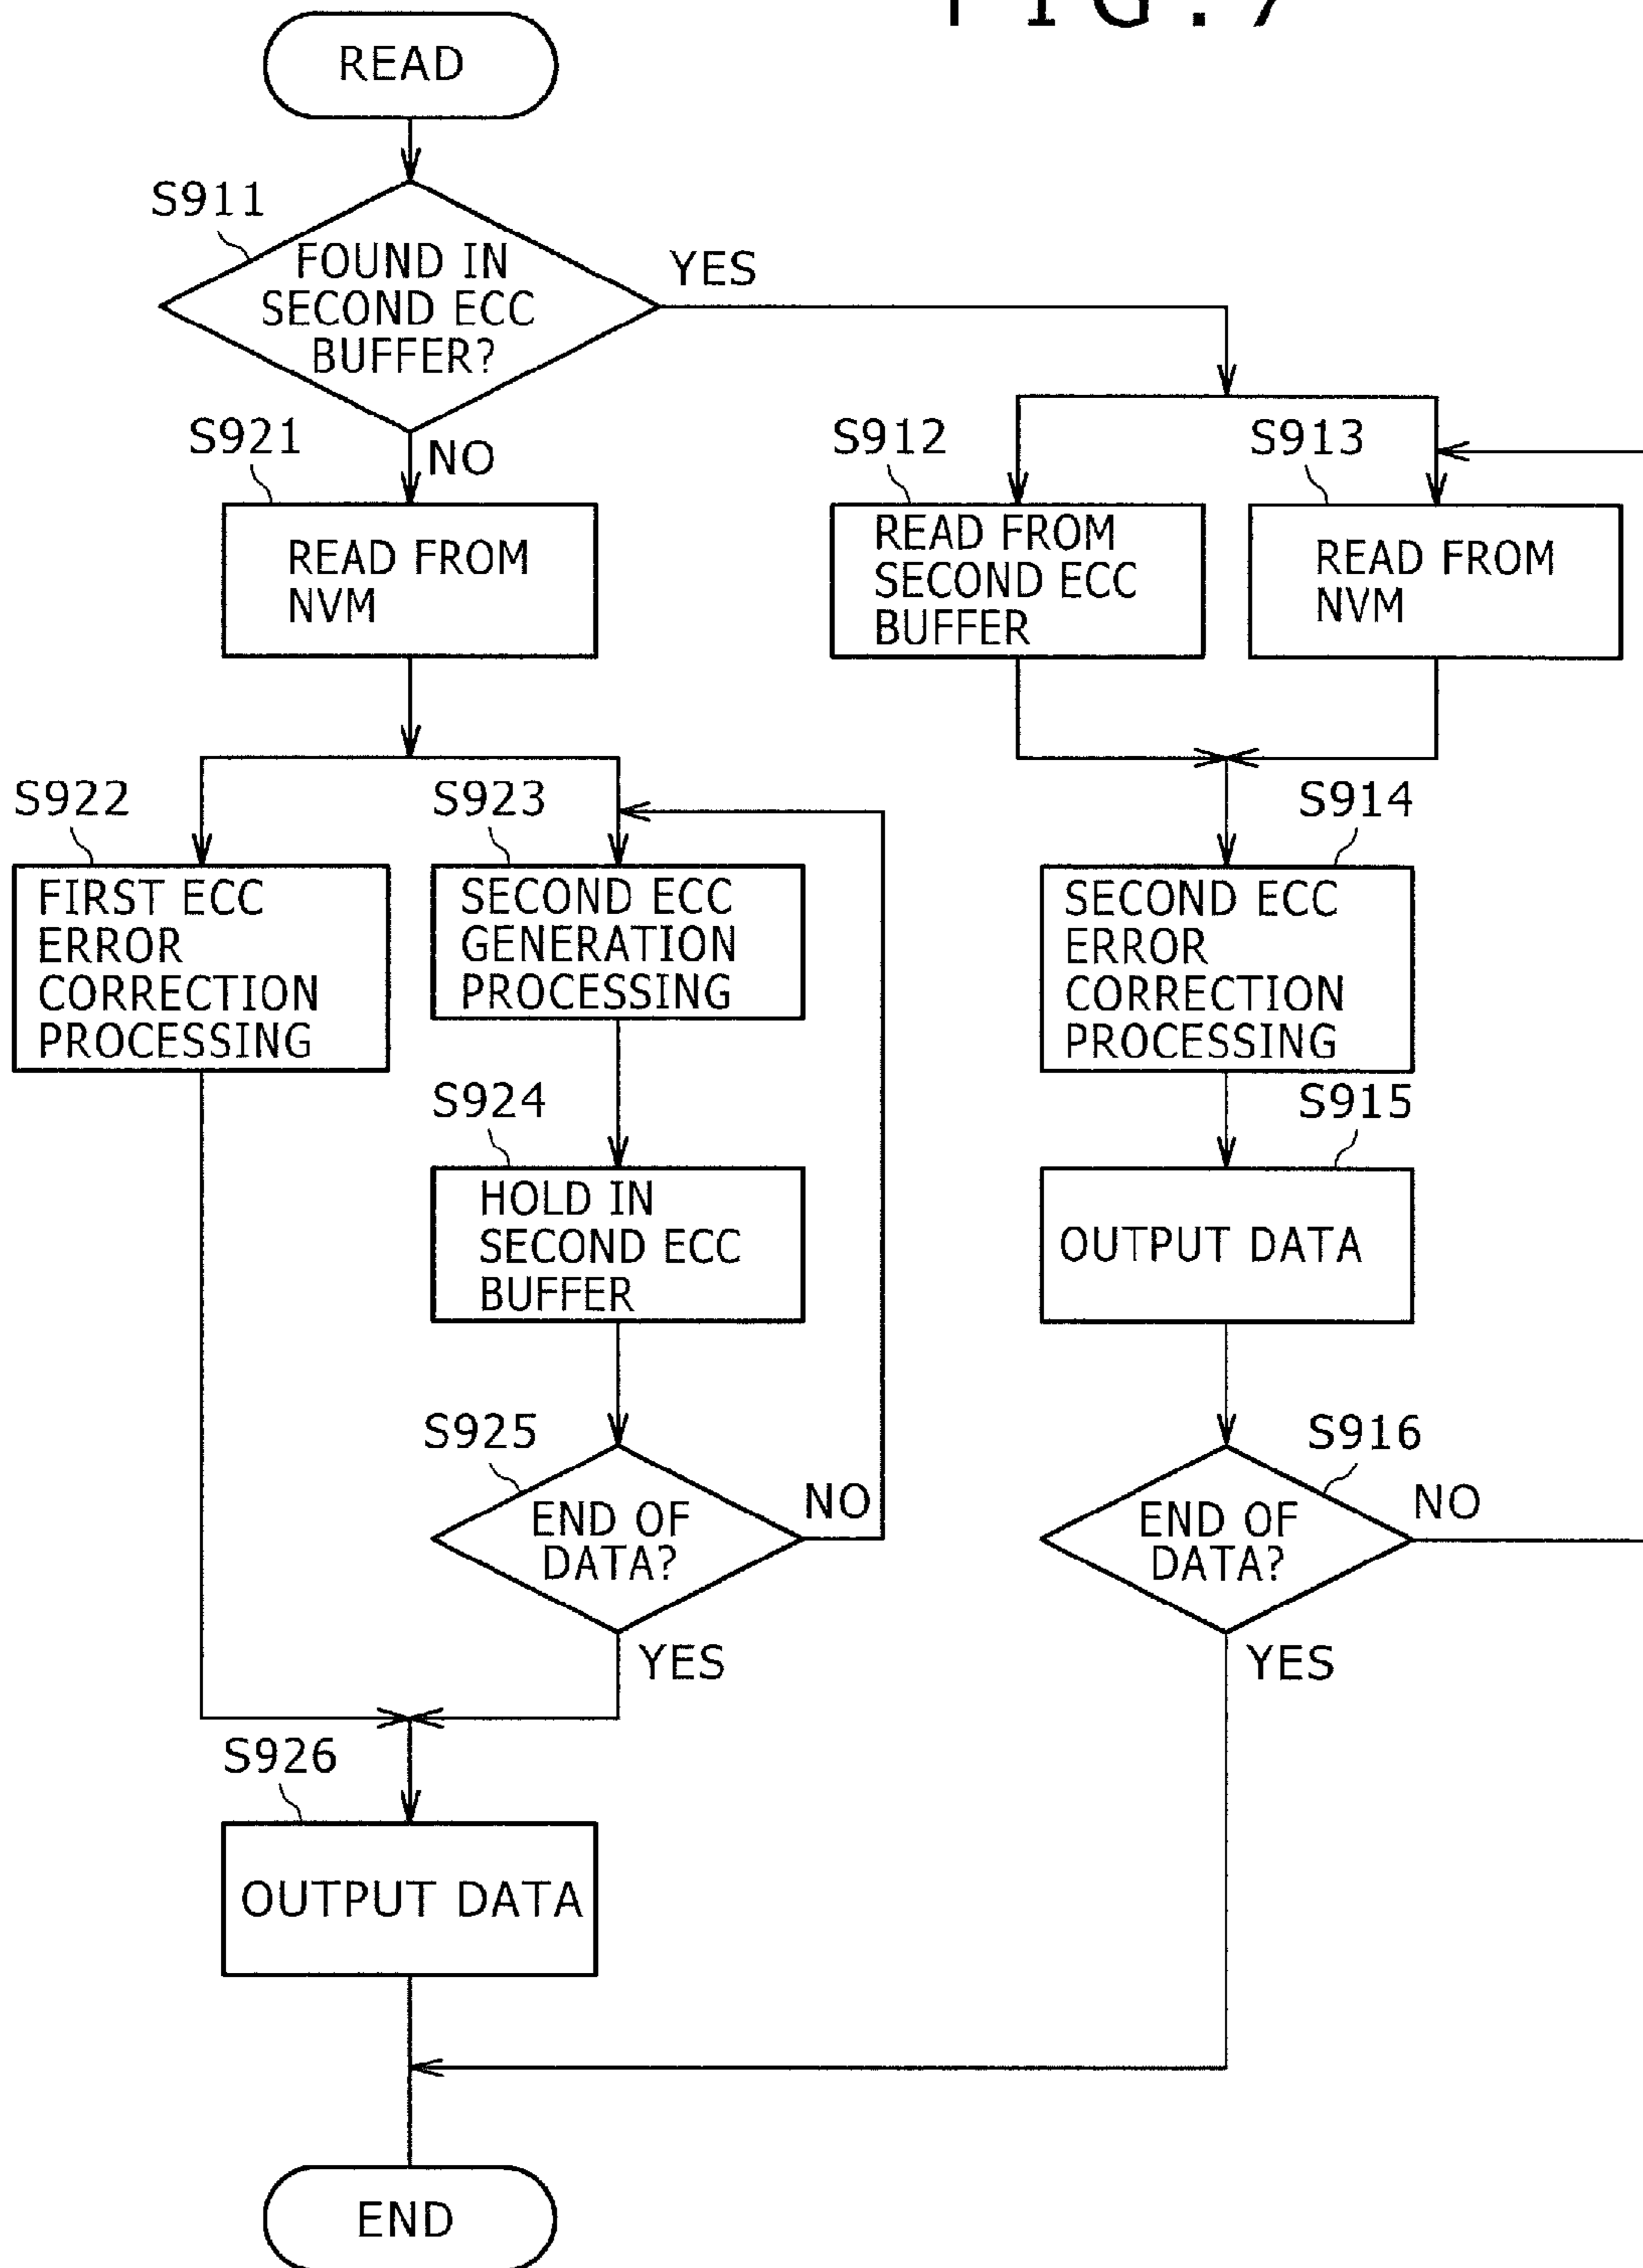 FIG.7
READ
S911
FOUND IN
SECOND ECC
BUFFER?
YES
NO
S921
READ FROM
NVM
S912
READ FROM
SECOND ECC
BUFFER
S913
READ FROM
NVM
S922
FIRST ECC
ERROR
CORRECTION
PROCESSING
S923
SECOND ECC
GENERATION
PROCESSING
S914
SECOND ECC
ERROR
CORRECTION
PROCESSING
S924
HOLD IN
SECOND ECC
BUFFER
S915
OUTPUT DATA
S925
END OF
DATA?
NO
YES
S916
END OF
DATA?
NO
YES
S926
OUTPUT DATA
END